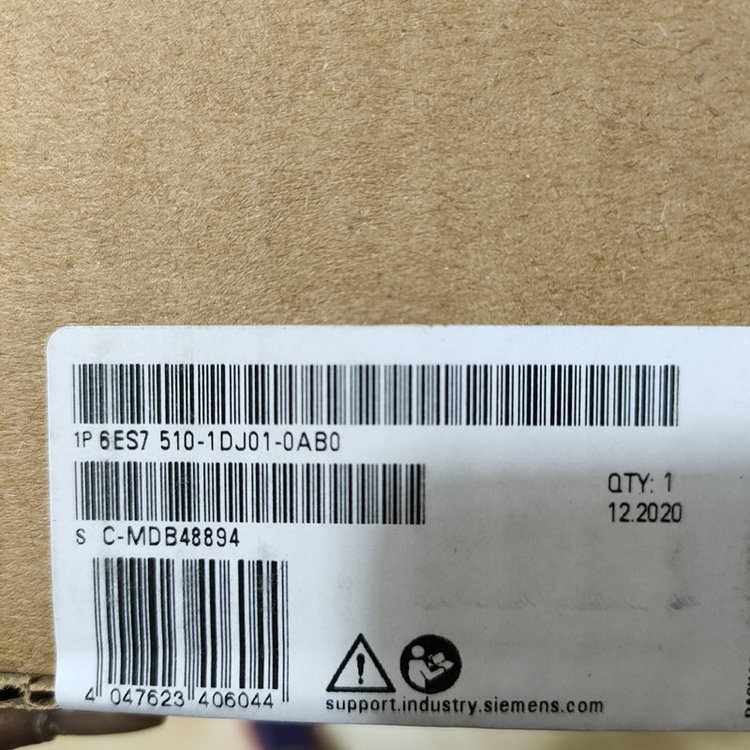 1P 6ES7 510-1DJ01-0AB0
QTY: 1
12.2020
S C-MDB48894
4 047623 406044
support.industry.siemens.com